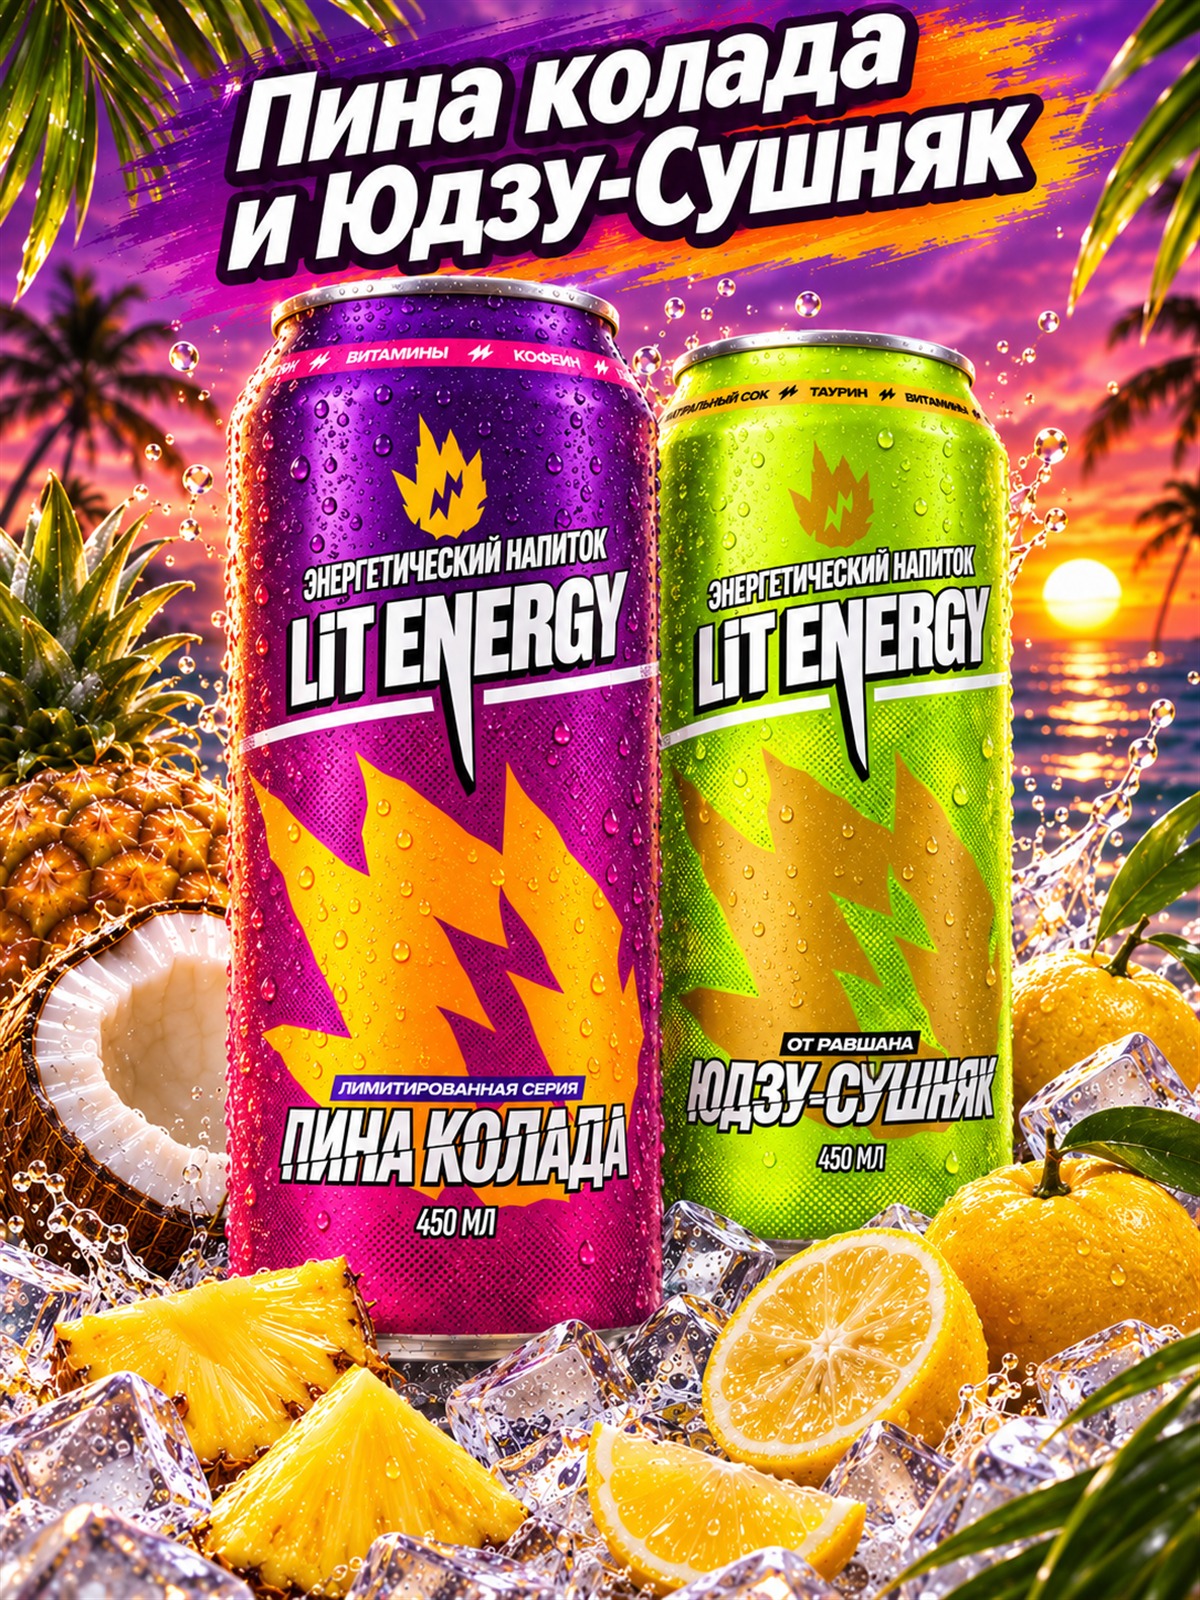 Пина колада
и Юдзу-Сушняк
ВИТАМИНЫ КОФЕИН
ЭНЕРГЕТИЧЕСКИЙ НАПИТОК
LiT ENERGY
ЛИМИТИРОВАННАЯ СЕРИЯ
ПИНА КОЛАДА
450 МЛ
СОК ТАУРИН ВИТАМИНЫ
ЭНЕРГЕТИЧЕСКИЙ НАПИТОК
LiT ENERGY
ОТ РАВШАНА
ЮДЗУ-СУШНЯК
450 МЛ